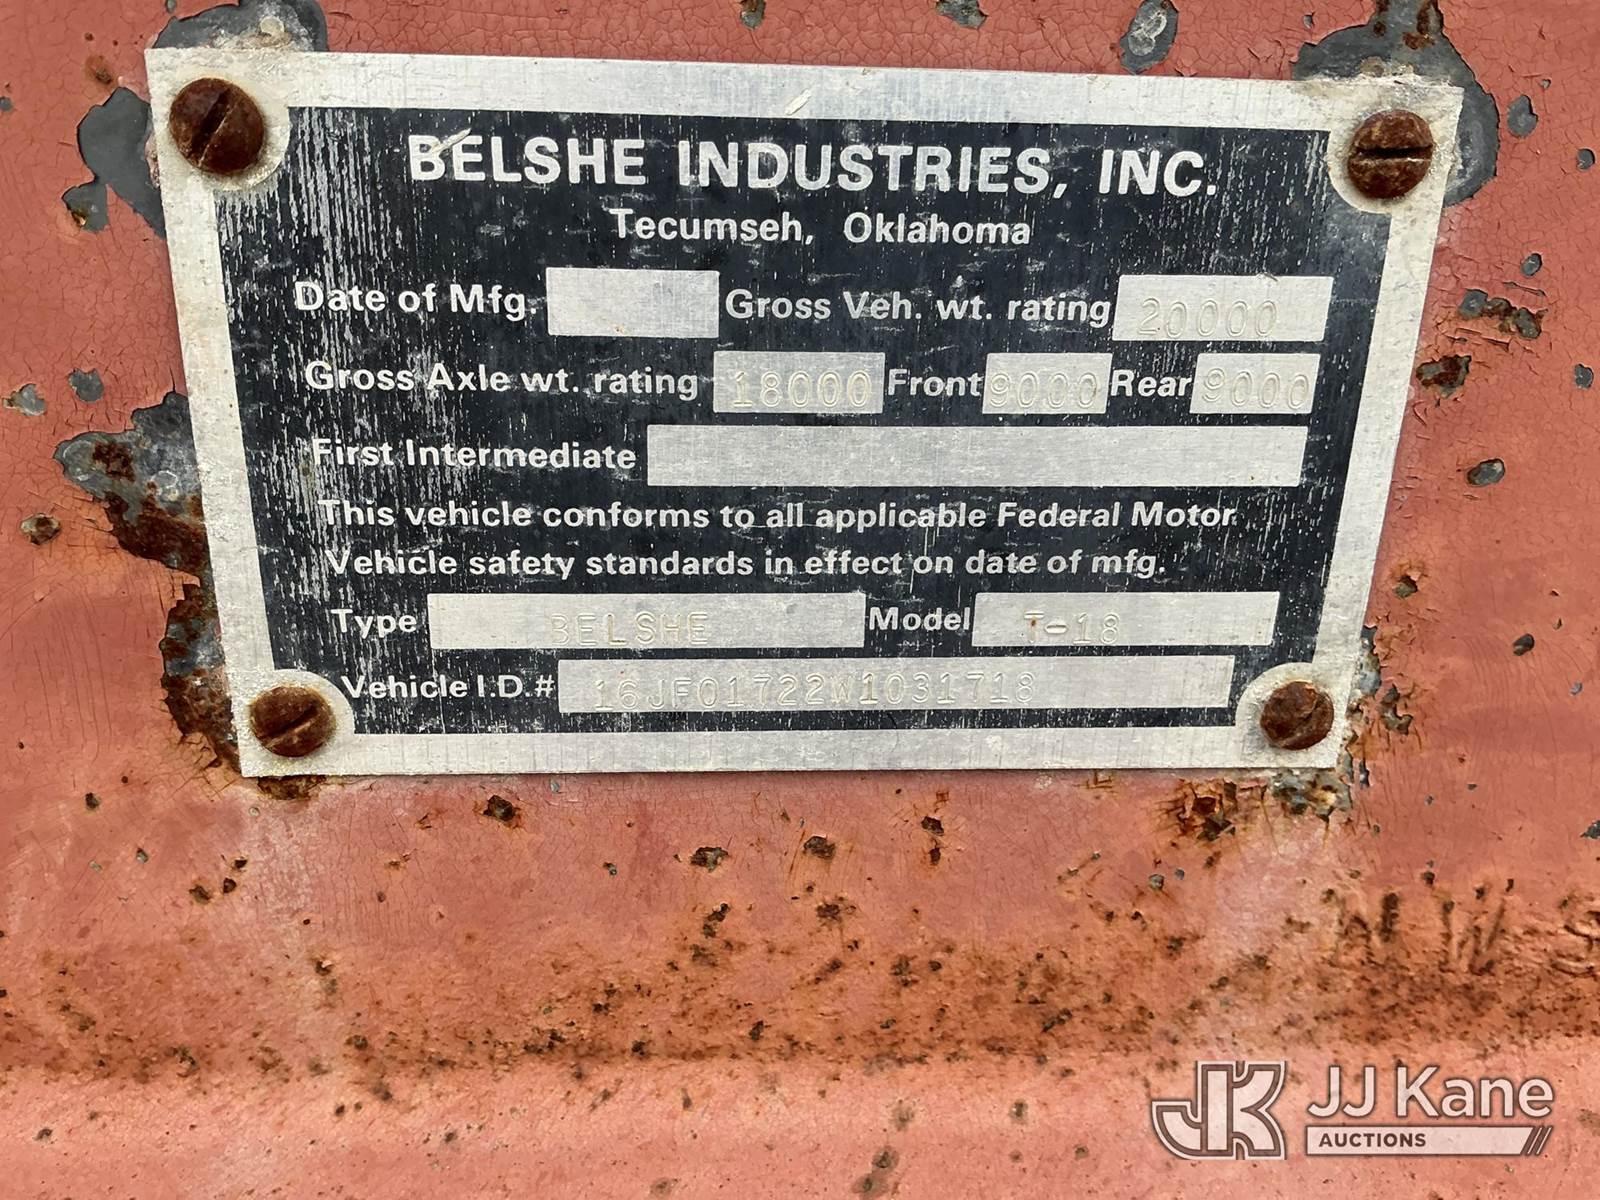 BELSHE INDUSTRIES, INC.
Tecumseh, Oklahoma
Date of Mfg. Gross Veh. wt. rating 20000
Gross Axle wt. rating 18000 Front 9000 Rear 9000
First Intermediate
This vehicle conforms to all applicable Federal Motor
Vehicle safety standards in effect on date of mfg.
Type BELSHE Model T-18
Vehicle I.D.# 16JF01722W1031718
JK JJ Kane
AUCTIONS